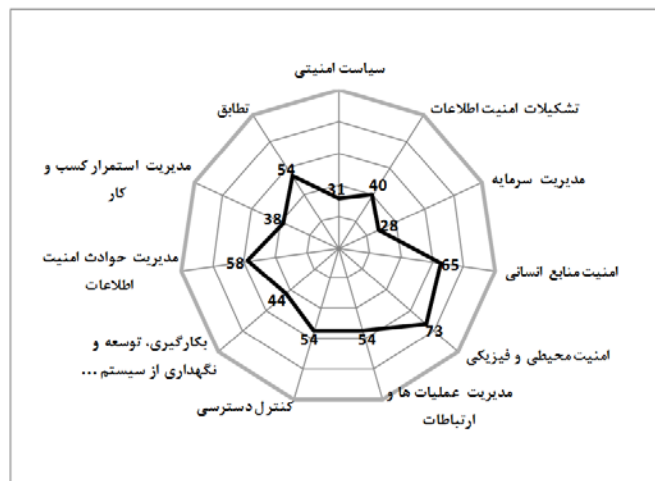 سیاست امنیتی
تشکیلات امنیت اطلاعات
تطابق
مدیریت سرمایه
مدیریت استمرار کسب و
کار
امنیت منابع انسانی
مدیریت حوادث امنیت
اطلاعات
امنیت محیطی و فیزیکی
بکارگیری، توسعه و
نگهداری از سیستم ...
مدیریت عملیات ها و
ارتباطات
کنترل دسترسی
31
40
28
65
73
54
54
44
58
38
54